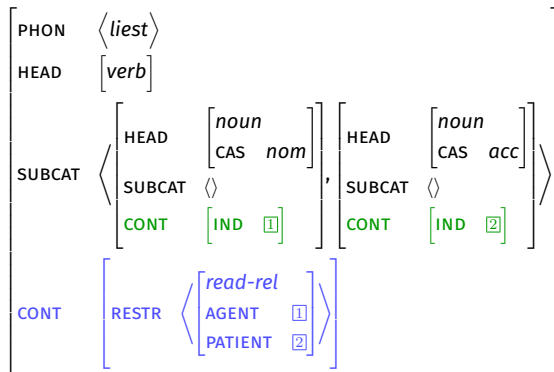 PHON ⟨liest⟩
HEAD [verb]
SUBCAT ⟨[HEAD [noun CAS nom] SUBCAT ⟨⟩ CONT [IND 1]], [HEAD [noun CAS acc] SUBCAT ⟨⟩ CONT [IND 2]]⟩
CONT [RESTR ⟨[read-rel AGENT 1 PATIENT 2]⟩]